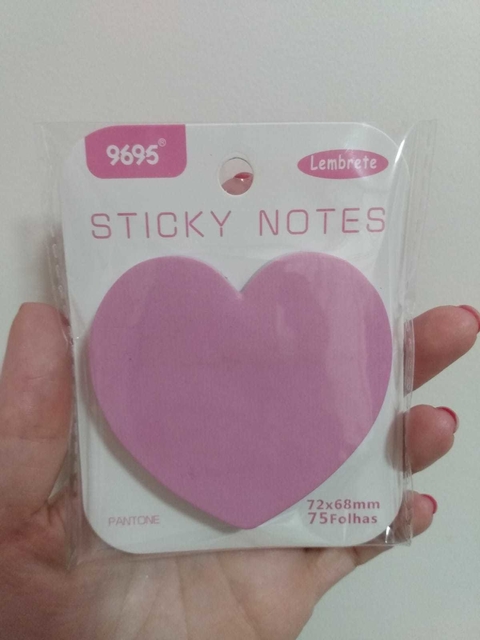 9695®
Lembrete
STICKY NOTES
PANTONE
72x68mm
75Folhas